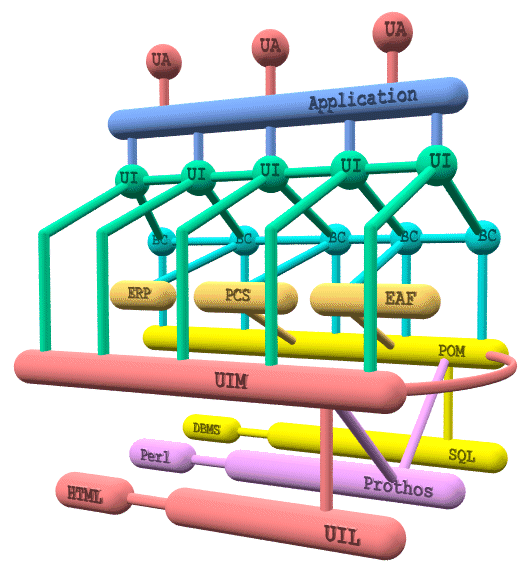 UA
UA
UA
Application
UI
UI
UI
UI
UI
BC
BC
BC
BC
BC
ERP
PCS
EAF
POM
UIM
DBMS
SQL
Perl
Prothos
HTML
UIL